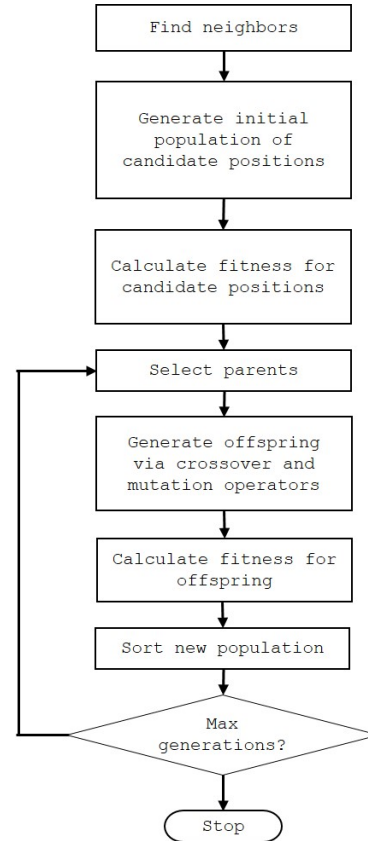 Find neighbors
Generate initial
population of
candidate positions
Calculate fitness for
candidate positions
Select parents
Generate offspring
via crossover and
mutation operators
Calculate fitness for
offspring
Sort new population
Max
generations?
Stop